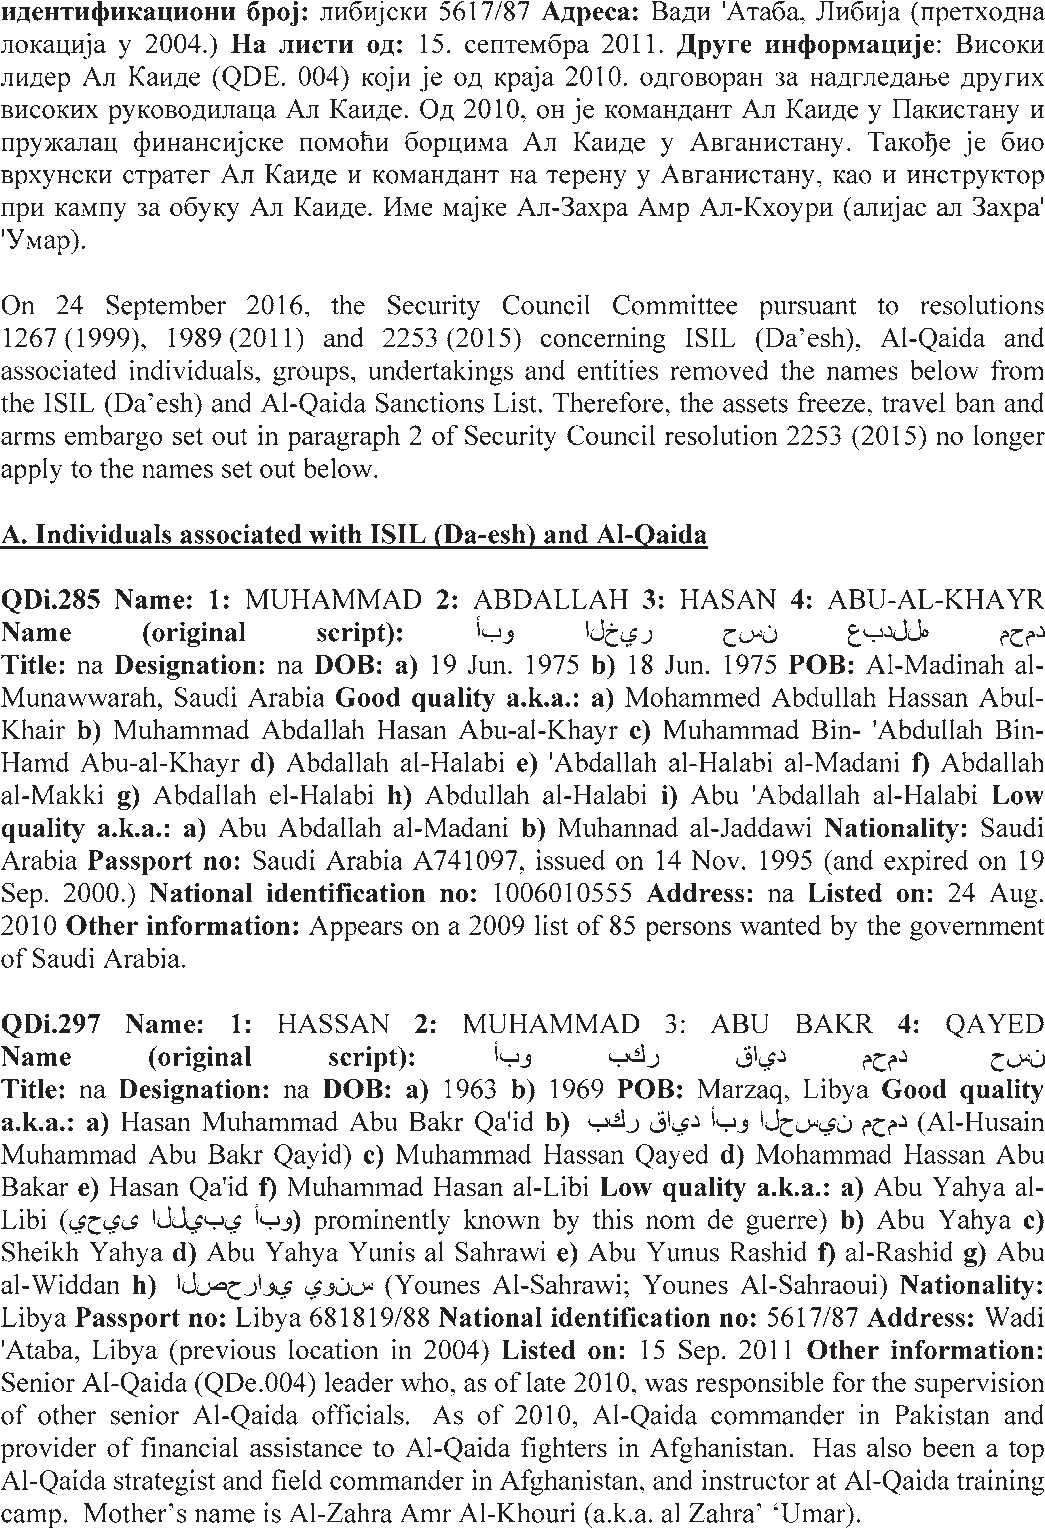 идентификациони број: либијски 5617/87 Адреса: Вади 'Атаба, Либија (претходна
локација у 2004.) На листи од: 15. септембра 2011. Друге информације: Високи
лидер Ал Каиде (QDE. 004) који је од краја 2010. одговоран за надгледање других
високих руководилаца Ал Каиде. Од 2010, он је командант Ал Каиде у Пакистану и
пружалац финансијске помоћи борцима Ал Каиде у Авганистану. Такође је био
врхунски стратег Ал Каиде и командант на терену у Авганистану, као и инструктор
при кампу за обуку Ал Каиде. Име мајке Ал-Захра Амр Ал-Кхоури (алијас ал Захра'
'Умар).
On 24 September 2016, the Security Council Committee pursuant to resolutions
1267 (1999), 1989 (2011) and 2253 (2015) concerning ISIL (Da’esh), Al-Qaida and
associated individuals, groups, undertakings and entities removed the names below from
the ISIL (Da’esh) and Al-Qaida Sanctions List. Therefore, the assets freeze, travel ban and
arms embargo set out in paragraph 2 of Security Council resolution 2253 (2015) no longer
apply to the names set out below.
A. Individuals associated with ISIL (Da-esh) and Al-Qaida
QDi.285 Name: 1: MUHAMMAD 2: ABDALLAH 3: HASAN 4: ABU-AL-KHAYR
Name (original script): محمد عبدالله حسن الخير أبو
Title: na Designation: na DOB: a) 19 Jun. 1975 b) 18 Jun. 1975 POB: Al-Madinah al-
Munawwarah, Saudi Arabia Good quality a.k.a.: a) Mohammed Abdullah Hassan Abul-
Khair b) Muhammad Abdallah Hasan Abu-al-Khayr c) Muhammad Bin- 'Abdullah Bin-
Hamd Abu-al-Khayr d) Abdallah al-Halabi e) 'Abdallah al-Halabi al-Madani f) Abdallah
al-Makki g) Abdallah el-Halabi h) Abdullah al-Halabi i) Abu 'Abdallah al-Halabi Low
quality a.k.a.: a) Abu Abdallah al-Madani b) Muhannad al-Jaddawi Nationality: Saudi
Arabia Passport no: Saudi Arabia A741097, issued on 14 Nov. 1995 (and expired on 19
Sep. 2000.) National identification no: 1006010555 Address: na Listed on: 24 Aug.
2010 Other information: Appears on a 2009 list of 85 persons wanted by the government
of Saudi Arabia.
QDi.297 Name: 1: HASSAN 2: MUHAMMAD 3: ABU BAKR 4: QAYED
Name (original script): حسن محمد قايد بكر أبو
Title: na Designation: na DOB: a) 1963 b) 1969 POB: Marzaq, Libya Good quality
a.k.a.: a) Hasan Muhammad Abu Bakr Qa'id b) محمد الحسين أبو قايد بكر (Al-Husain
Muhammad Abu Bakr Qayid) c) Muhammad Hassan Qayed d) Mohammad Hassan Abu
Bakar e) Hasan Qa'id f) Muhammad Hasan al-Libi Low quality a.k.a.: a) Abu Yahya al-
Libi (أبو الليبي يحيى) prominently known by this nom de guerre) b) Abu Yahya c)
Sheikh Yahya d) Abu Yahya Yunis al Sahrawi e) Abu Yunus Rashid f) al-Rashid g) Abu
al-Widdan h) يونس الصحراوي (Younes Al-Sahrawi; Younes Al-Sahraoui) Nationality:
Libya Passport no: Libya 681819/88 National identification no: 5617/87 Address: Wadi
'Ataba, Libya (previous location in 2004) Listed on: 15 Sep. 2011 Other information:
Senior Al-Qaida (QDe.004) leader who, as of late 2010, was responsible for the supervision
of other senior Al-Qaida officials. As of 2010, Al-Qaida commander in Pakistan and
provider of financial assistance to Al-Qaida fighters in Afghanistan. Has also been a top
Al-Qaida strategist and field commander in Afghanistan, and instructor at Al-Qaida training
camp. Mother’s name is Al-Zahra Amr Al-Khouri (a.k.a. al Zahra’ ‘Umar).